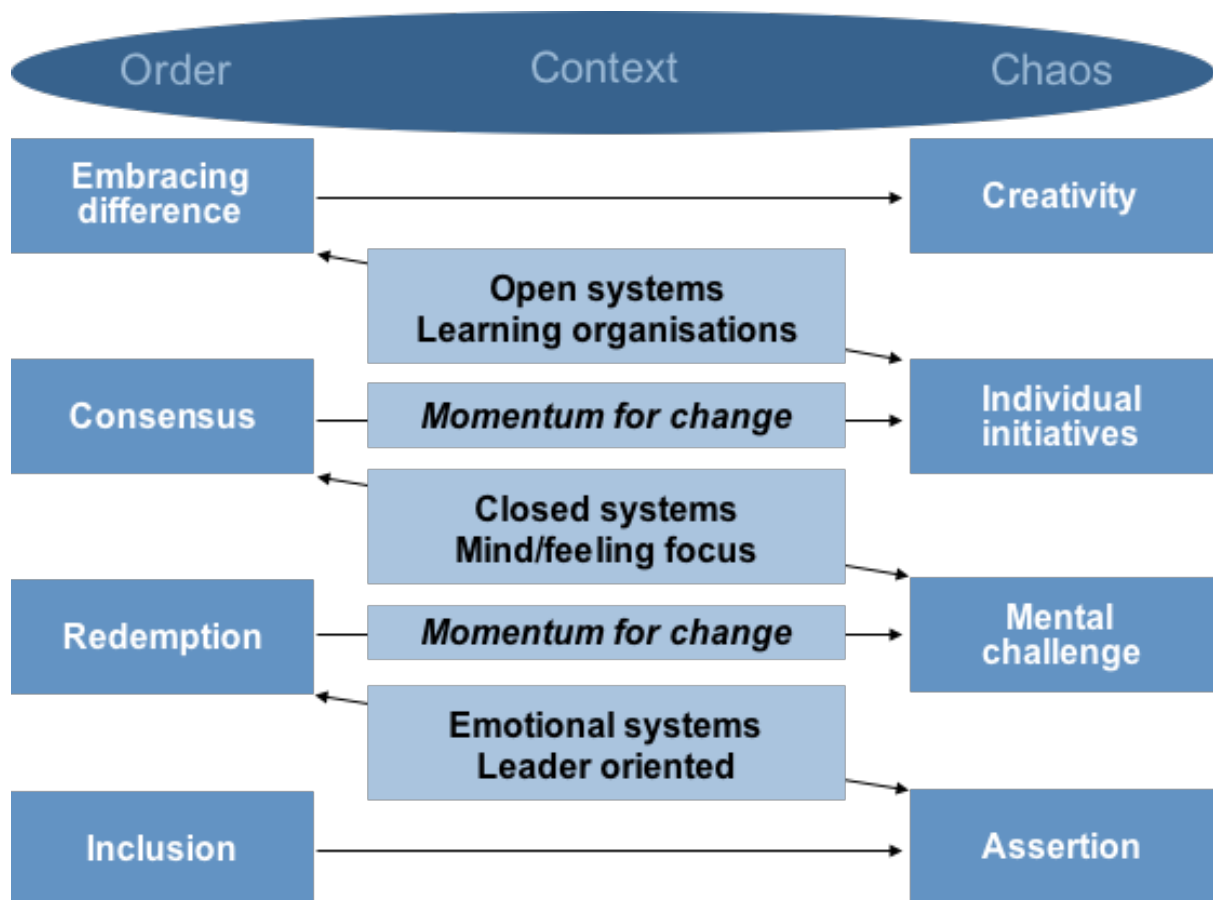 Order
Context
Chaos
Embracing
difference
Creativity
Open systems
Learning organisations
Consensus
Momentum for change
Individual
initiatives
Closed systems
Mind/feeling focus
Redemption
Momentum for change
Mental
challenge
Emotional systems
Leader oriented
Inclusion
Assertion